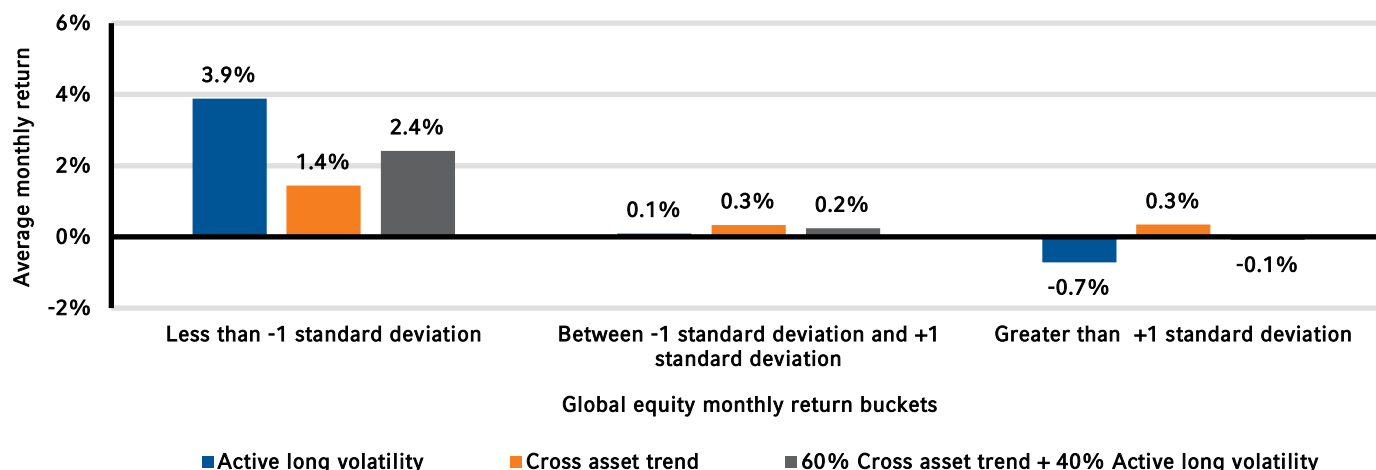 6%
4%
2%
0%
-2%
Average monthly return
3.9%
1.4%
2.4%
0.1%
0.3%
0.2%
-0.7%
0.3%
-0.1%
Less than -1 standard deviation
Between -1 standard deviation and +1
standard deviation
Greater than +1 standard deviation
Global equity monthly return buckets
Active long volatility
Cross asset trend
60% Cross asset trend + 40% Active long volatility